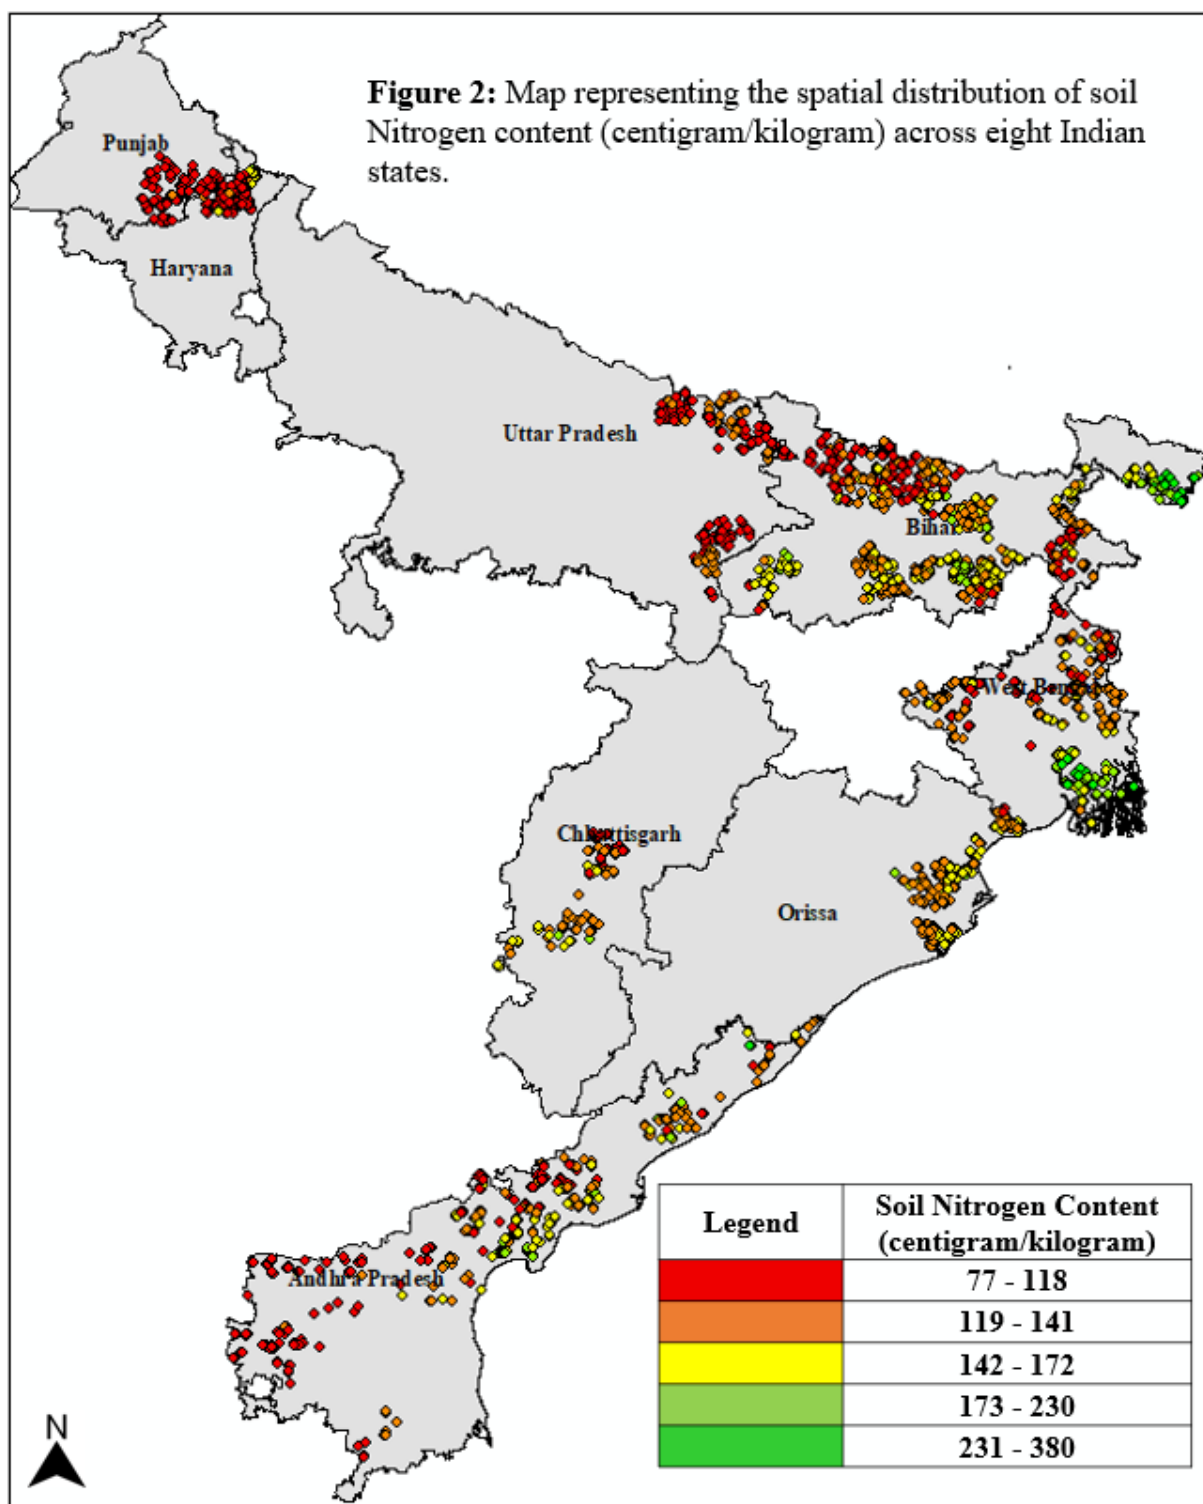 Figure 2: Map representing the spatial distribution of soil
Nitrogen content (centigram/kilogram) across eight Indian
states.
Punjab
Haryana
Uttar Pradesh
Bihar
West Bengal
Chhattisgarh
Orissa
Andhra Pradesh
N
Legend
Soil Nitrogen Content
(centigram/kilogram)
77 - 118
119 - 141
142 - 172
173 - 230
231 - 380